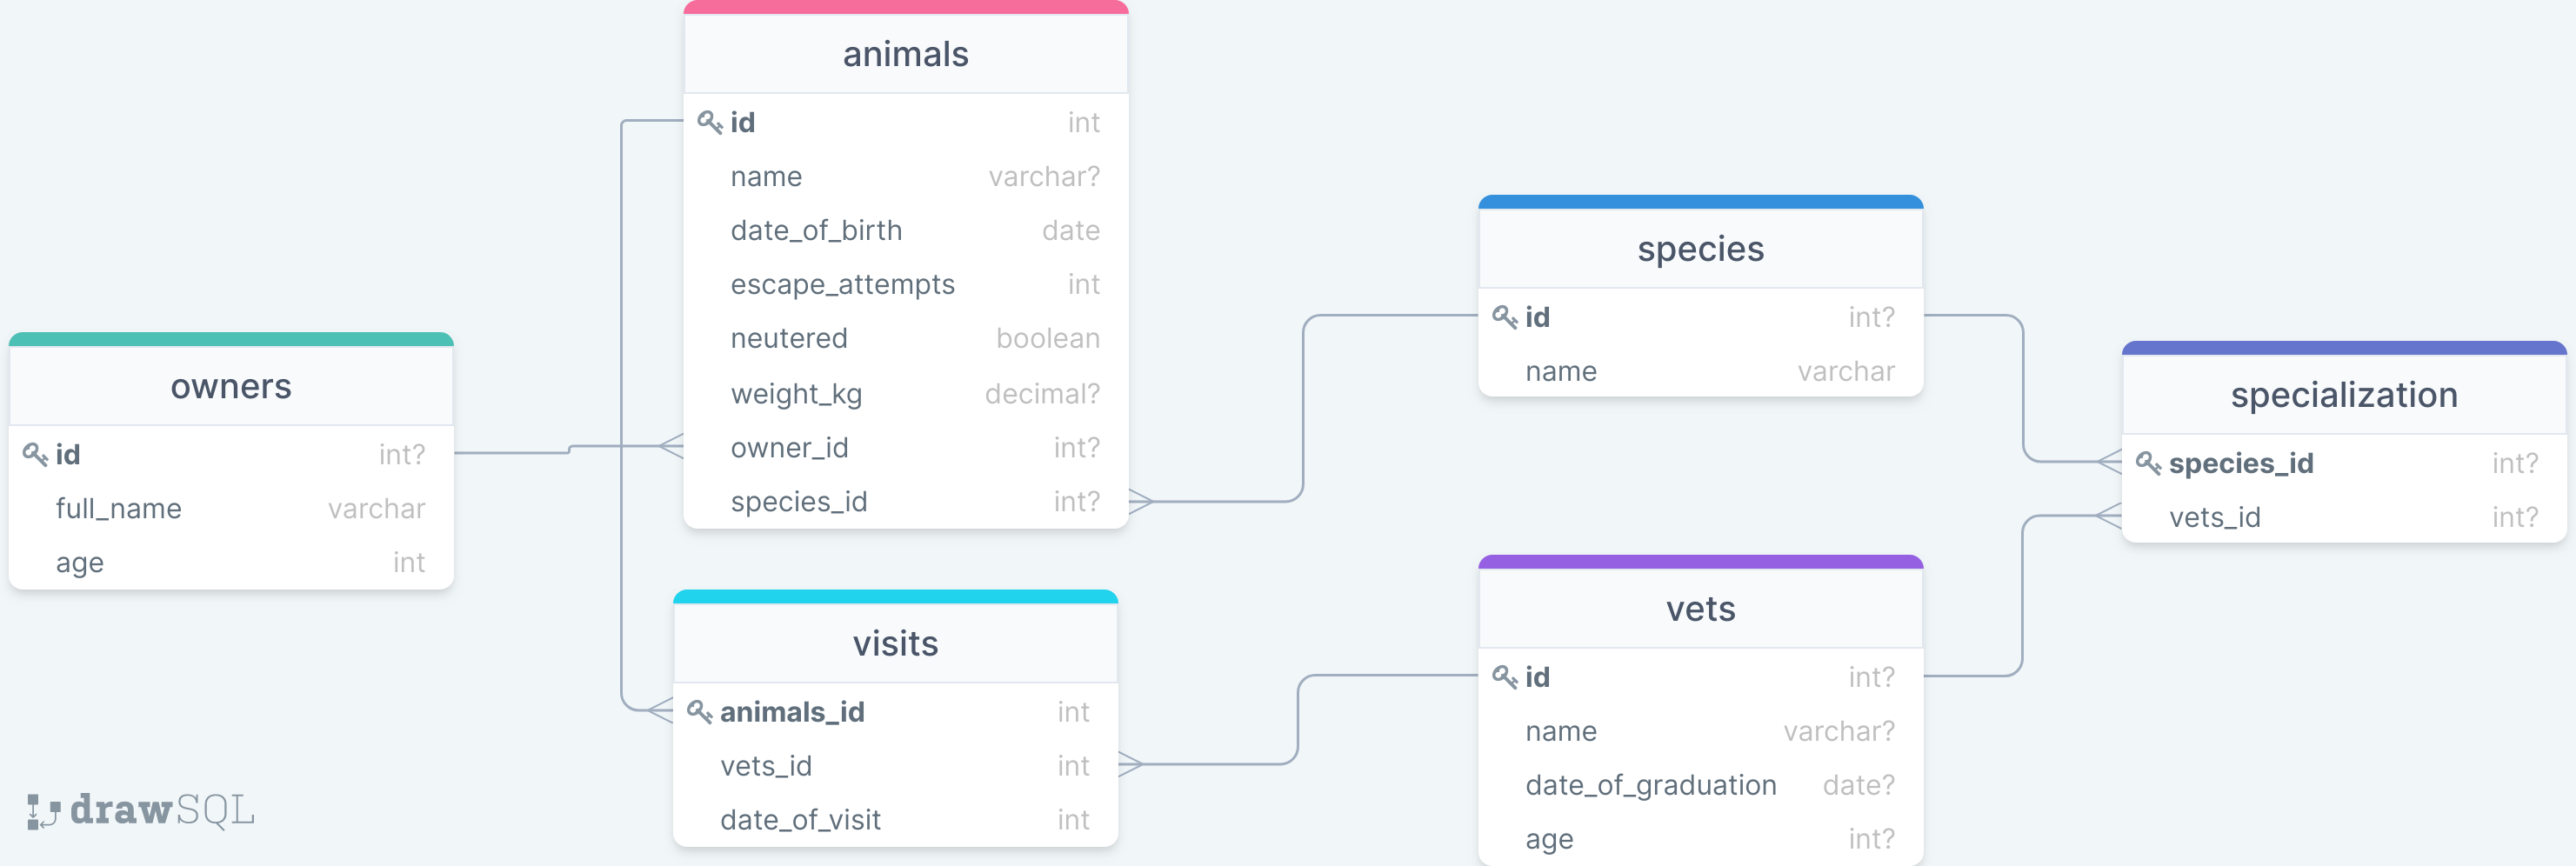 animals
id int
name varchar?
date_of_birth date
escape_attempts int
neutered boolean
weight_kg decimal?
owner_id int?
species_id int?
owners
id int?
full_name varchar
age int
visits
animals_id int
vets_id int
date_of_visit int
species
id int?
name varchar
vets
id int?
name varchar?
date_of_graduation date?
age int?
specialization
species_id int?
vets_id int?
drawSQL